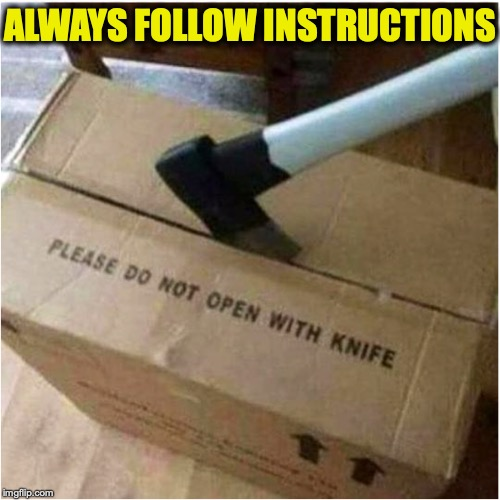 ALWAYS FOLLOW INSTRUCTIONS
PLEASE DO NOT OPEN WITH KNIFE
imgflip.com